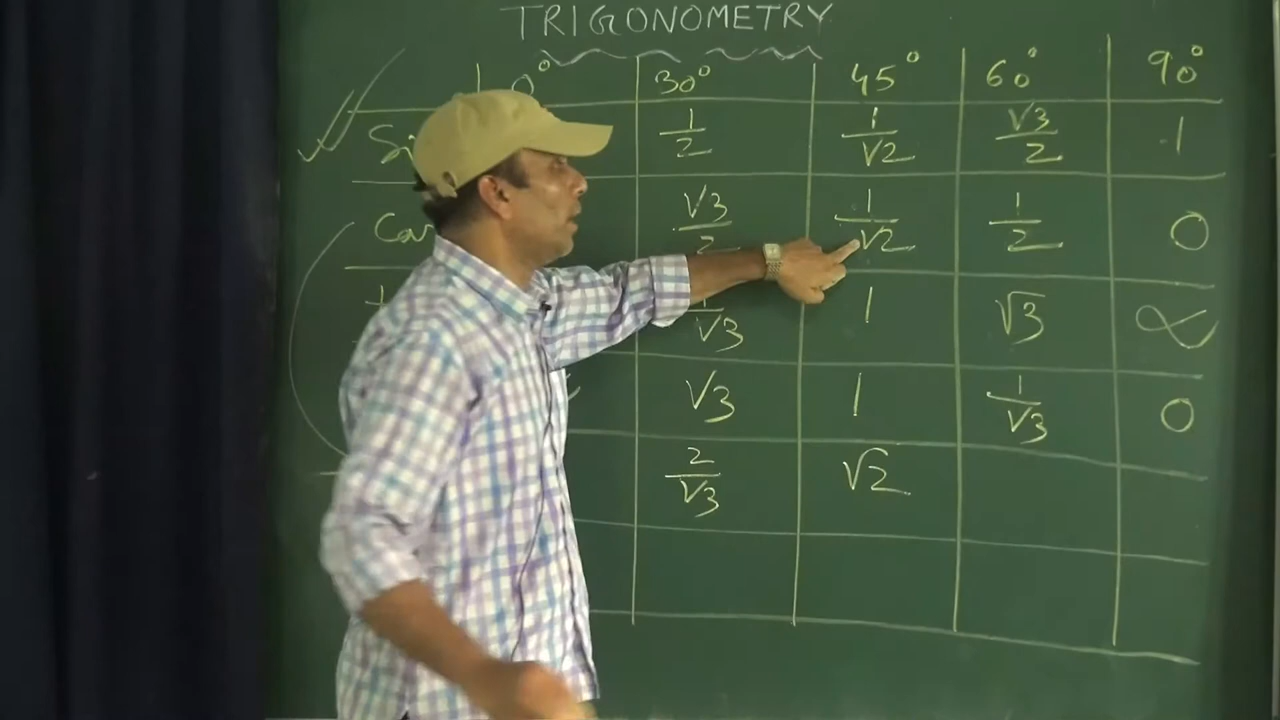 TRIGONOMETRY
0° 30° 45° 60° 90°
1/2 1/√2 √3/2 1
√3/2 1/√2 1/2 0
1/√3 1 √3 ∞
√3 1 1/√3 0
2/√3 √2